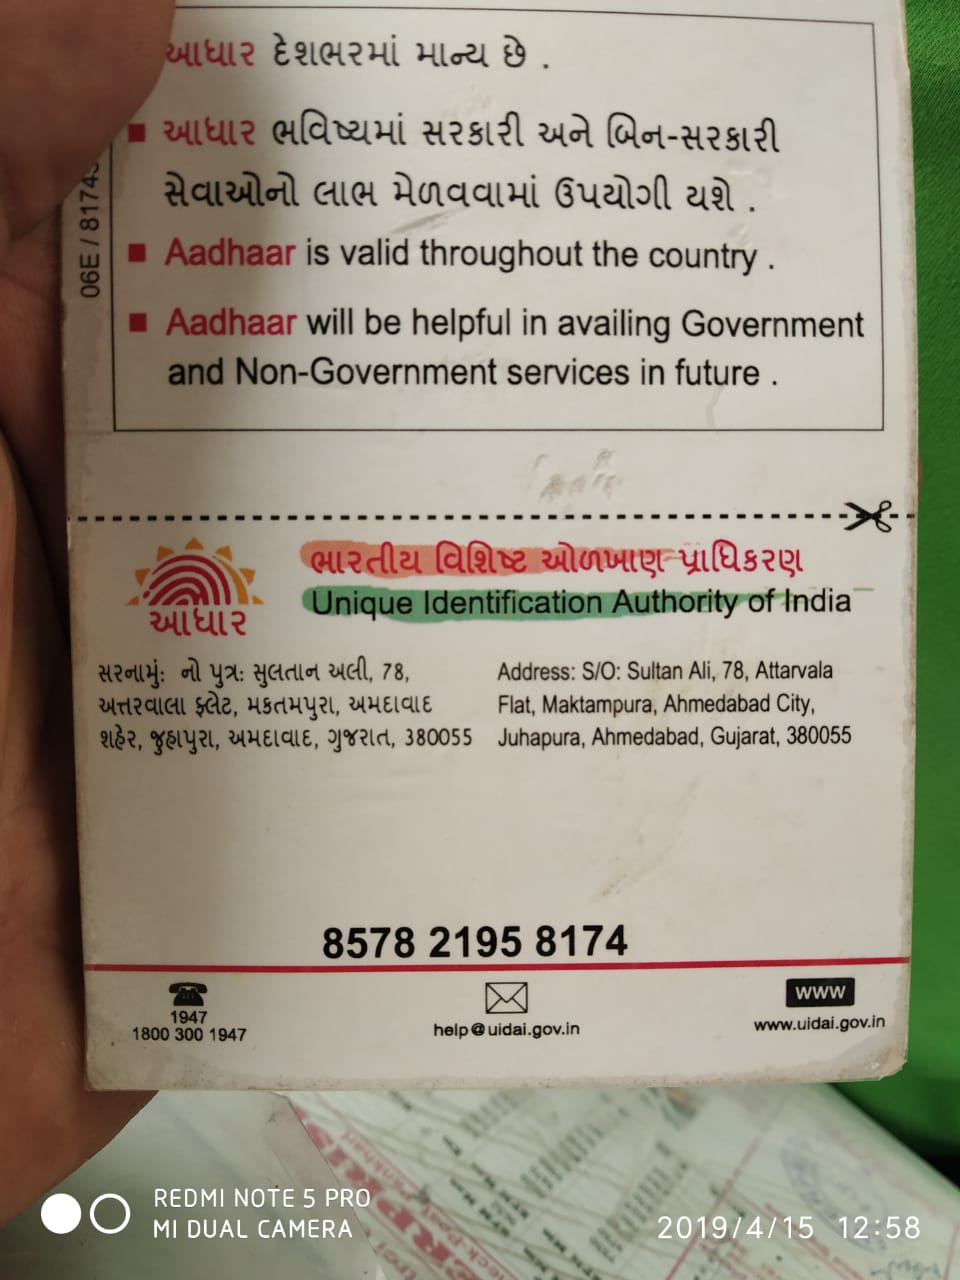 આધાર દેશભરમાં માન્ય છે .
■ આધાર ભવિષ્યમાં સરકારી અને બિન-સરકારી
સેવાઓનો લાભ મેળવવામાં ઉપયોગી થશે .
■ Aadhaar is valid throughout the country .
■ Aadhaar will be helpful in availing Government
and Non-Government services in future .
06E / 8174
ભારતીય વિશિષ્ટ ઓળખાણ પ્રાધિકરણ
Unique Identification Authority of India
આધાર
સરનામું: નો પુત્ર: સુલતાન અલી, 78,
અત્તરવાલા ફ્લેટ, મકતમપુરા, અમદાવાદ
શહેર, જુહાપુરા, અમદાવાદ, ગુજરાત, 380055
Address: S/O: Sultan Ali, 78, Attarvala
Flat, Maktampura, Ahmedabad City,
Juhapura, Ahmedabad, Gujarat, 380055
8578 2195 8174
1947
1800 300 1947
help@uidai.gov.in
www
www.uidai.gov.in
REDMI NOTE 5 PRO
MI DUAL CAMERA
2019/4/15 12:58